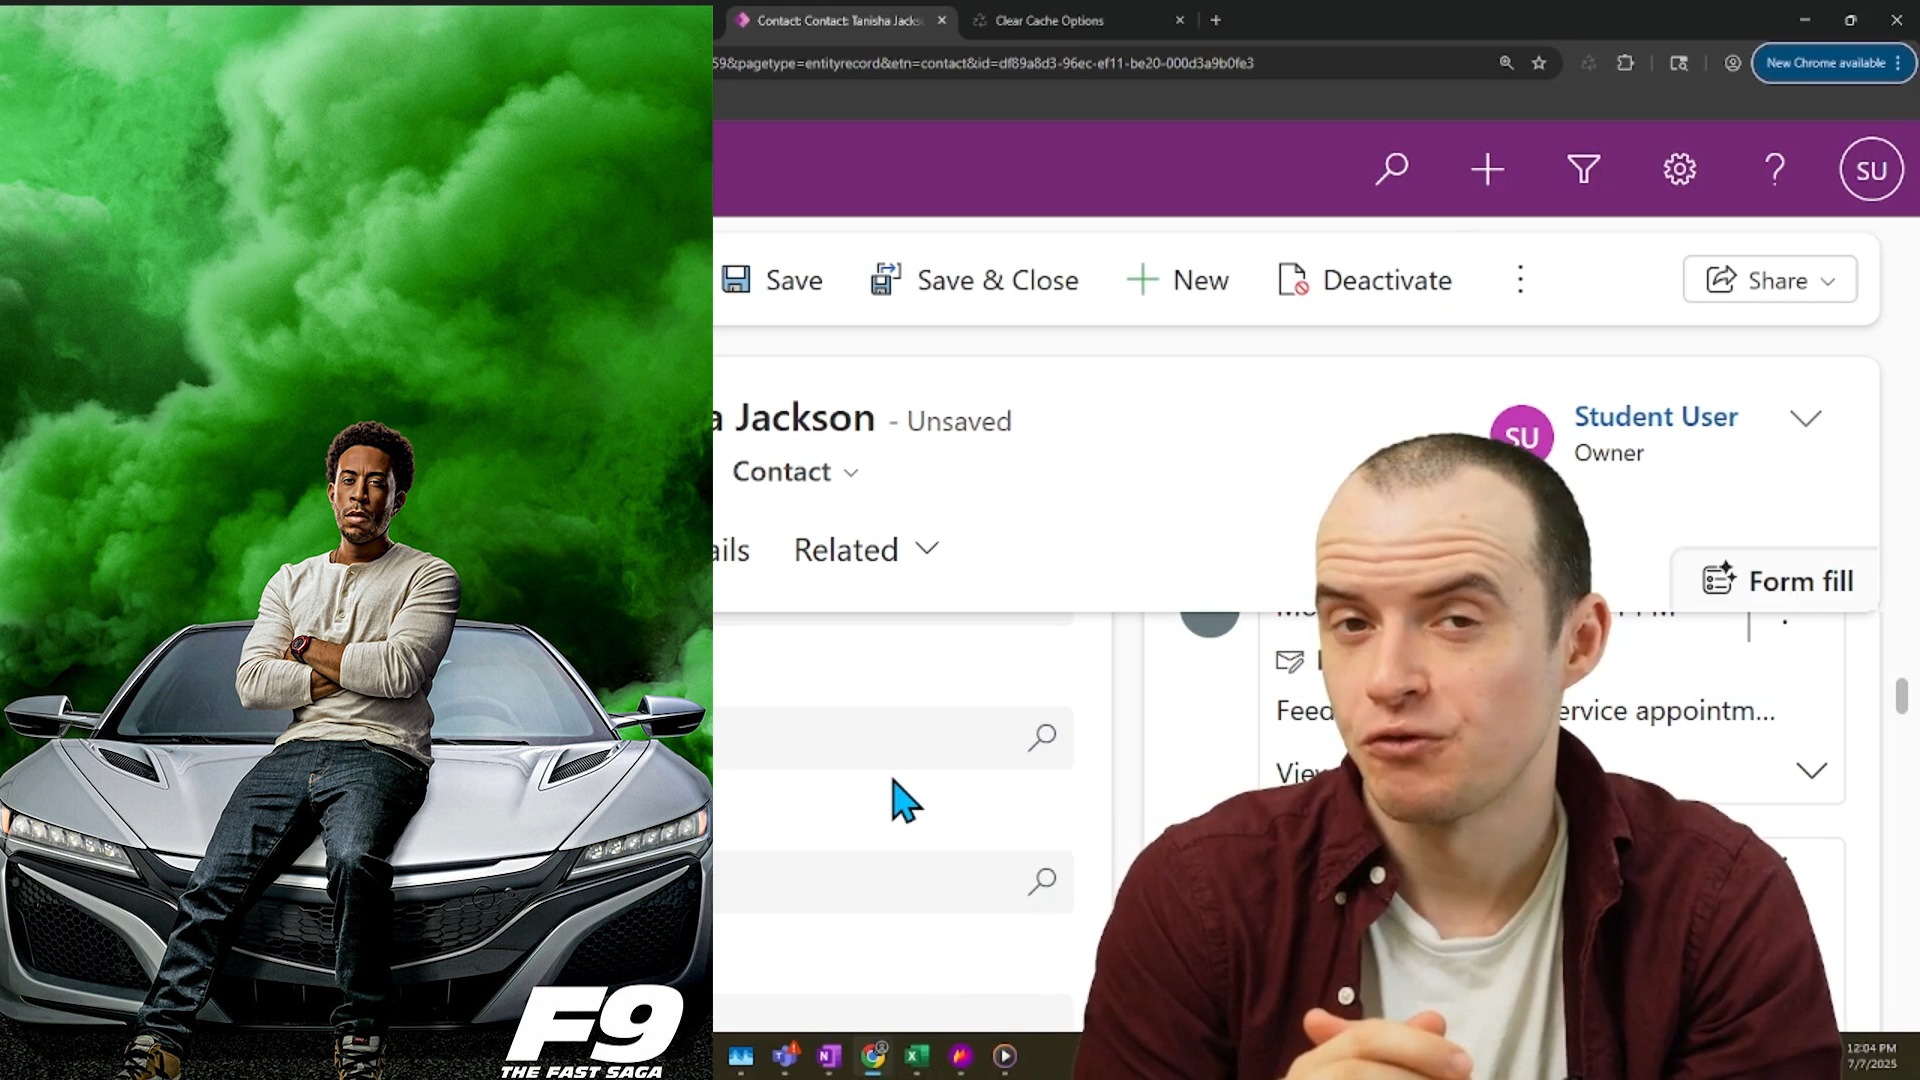 Contact: Contact: Tanisha Jacks
Clear Cache Options
59&pagetype=entityrecord&etn=contact&id=df89a8d3-96ec-ef11-be20-000d3a9b0fe3
New Chrome available
SU
Save
Save & Close
New
Deactivate
Share
a Jackson - Unsaved
SU
Student User
Owner
Contact
ails
Related
Form fill
Feed
ervice appointm...
View
F9
THE FAST SAGA
12:04 PM
7/7/2025